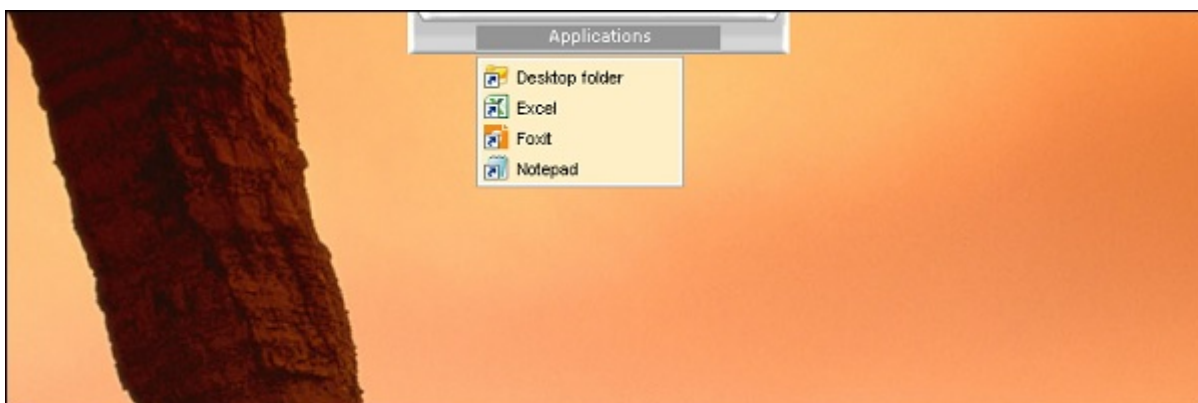 Applications
Desktop folder
Excel
Foxit
Notepad